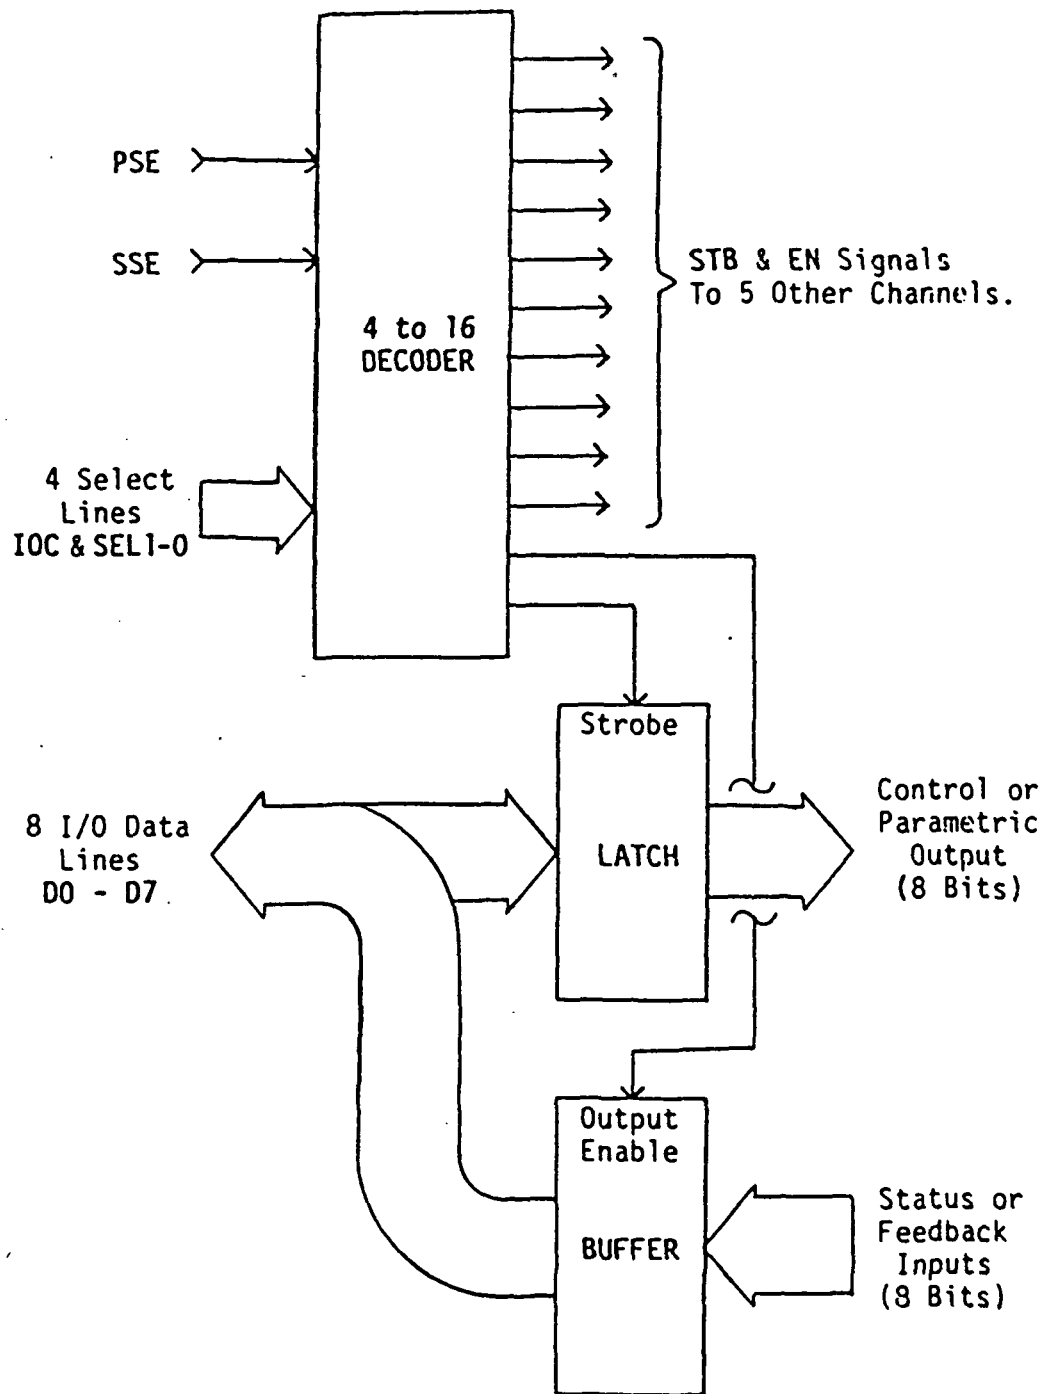 PSE
SSE
4 to 16
DECODER
STB & EN Signals
To 5 Other Channels.
4 Select
Lines
IOC & SEL1-0
Strobe
LATCH
8 I/O Data
Lines
D0 - D7
Control or
Parametric
Output
(8 Bits)
Output
Enable
BUFFER
Status or
Feedback
Inputs
(8 Bits)